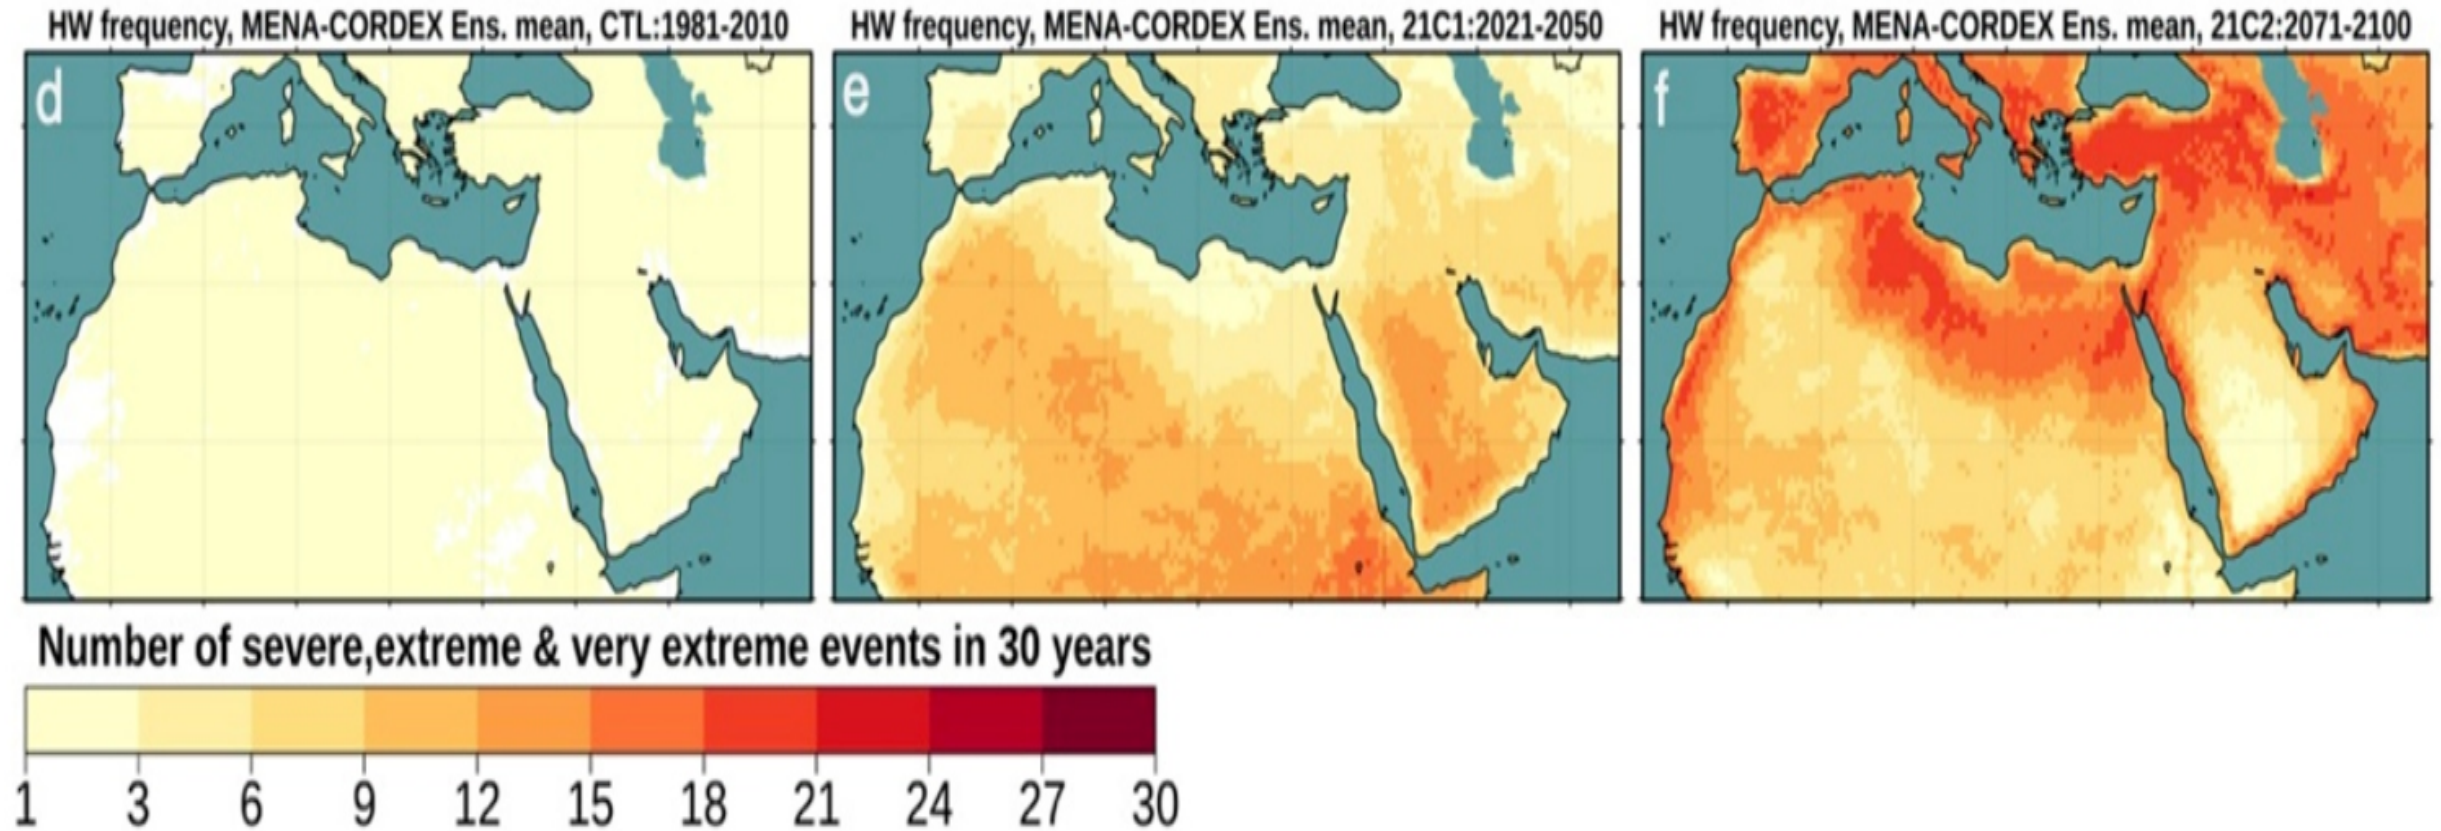 HW frequency, MENA-CORDEX Ens. mean, CTL:1981-2010
HW frequency, MENA-CORDEX Ens. mean, 21C1:2021-2050
HW frequency, MENA-CORDEX Ens. mean, 21C2:2071-2100
d
e
f
Number of severe,extreme & very extreme events in 30 years
1 3 6 9 12 15 18 21 24 27 30